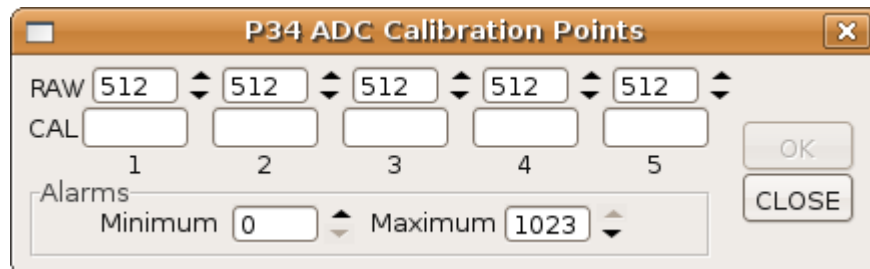 P34 ADC Calibration Points
RAW 512 512 512 512 512
CAL
1 2 3 4 5
OK
Alarms
CLOSE
Minimum 0 Maximum 1023